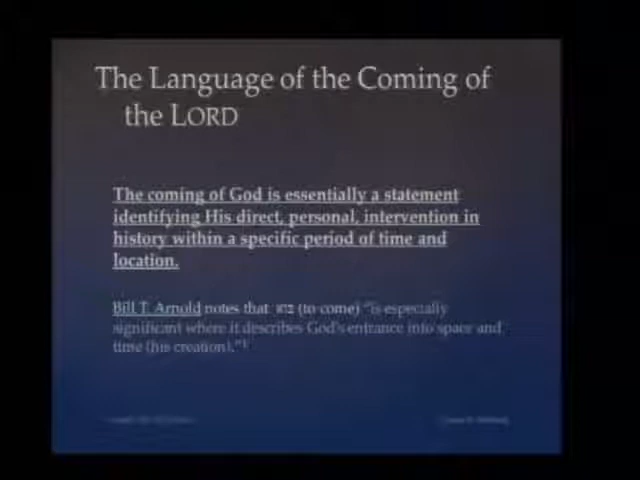 The Language of the Coming of
the LORD
The coming of God is essentially a statement
identifying His direct, personal, intervention in
history within a specific period of time and
location.
Bill T. Arnold notes that בוא (to come) "is especially
significant where it describes God's entrance into space and
time (his creation)."¹